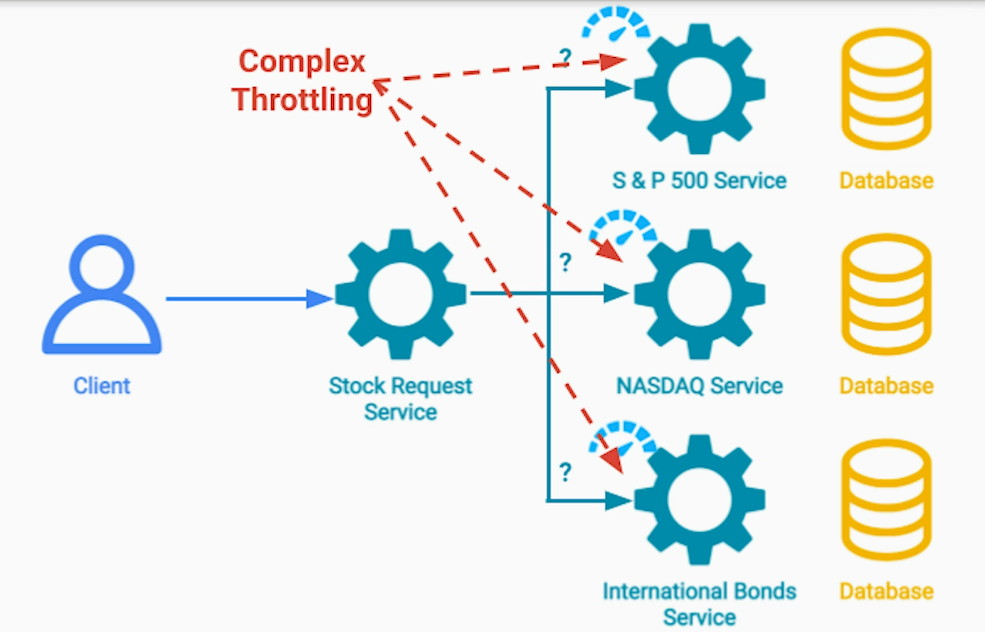 Complex
Throttling
?
S & P 500 Service
Database
?
Client
Stock Request
Service
NASDAQ Service
Database
?
International Bonds
Service
Database